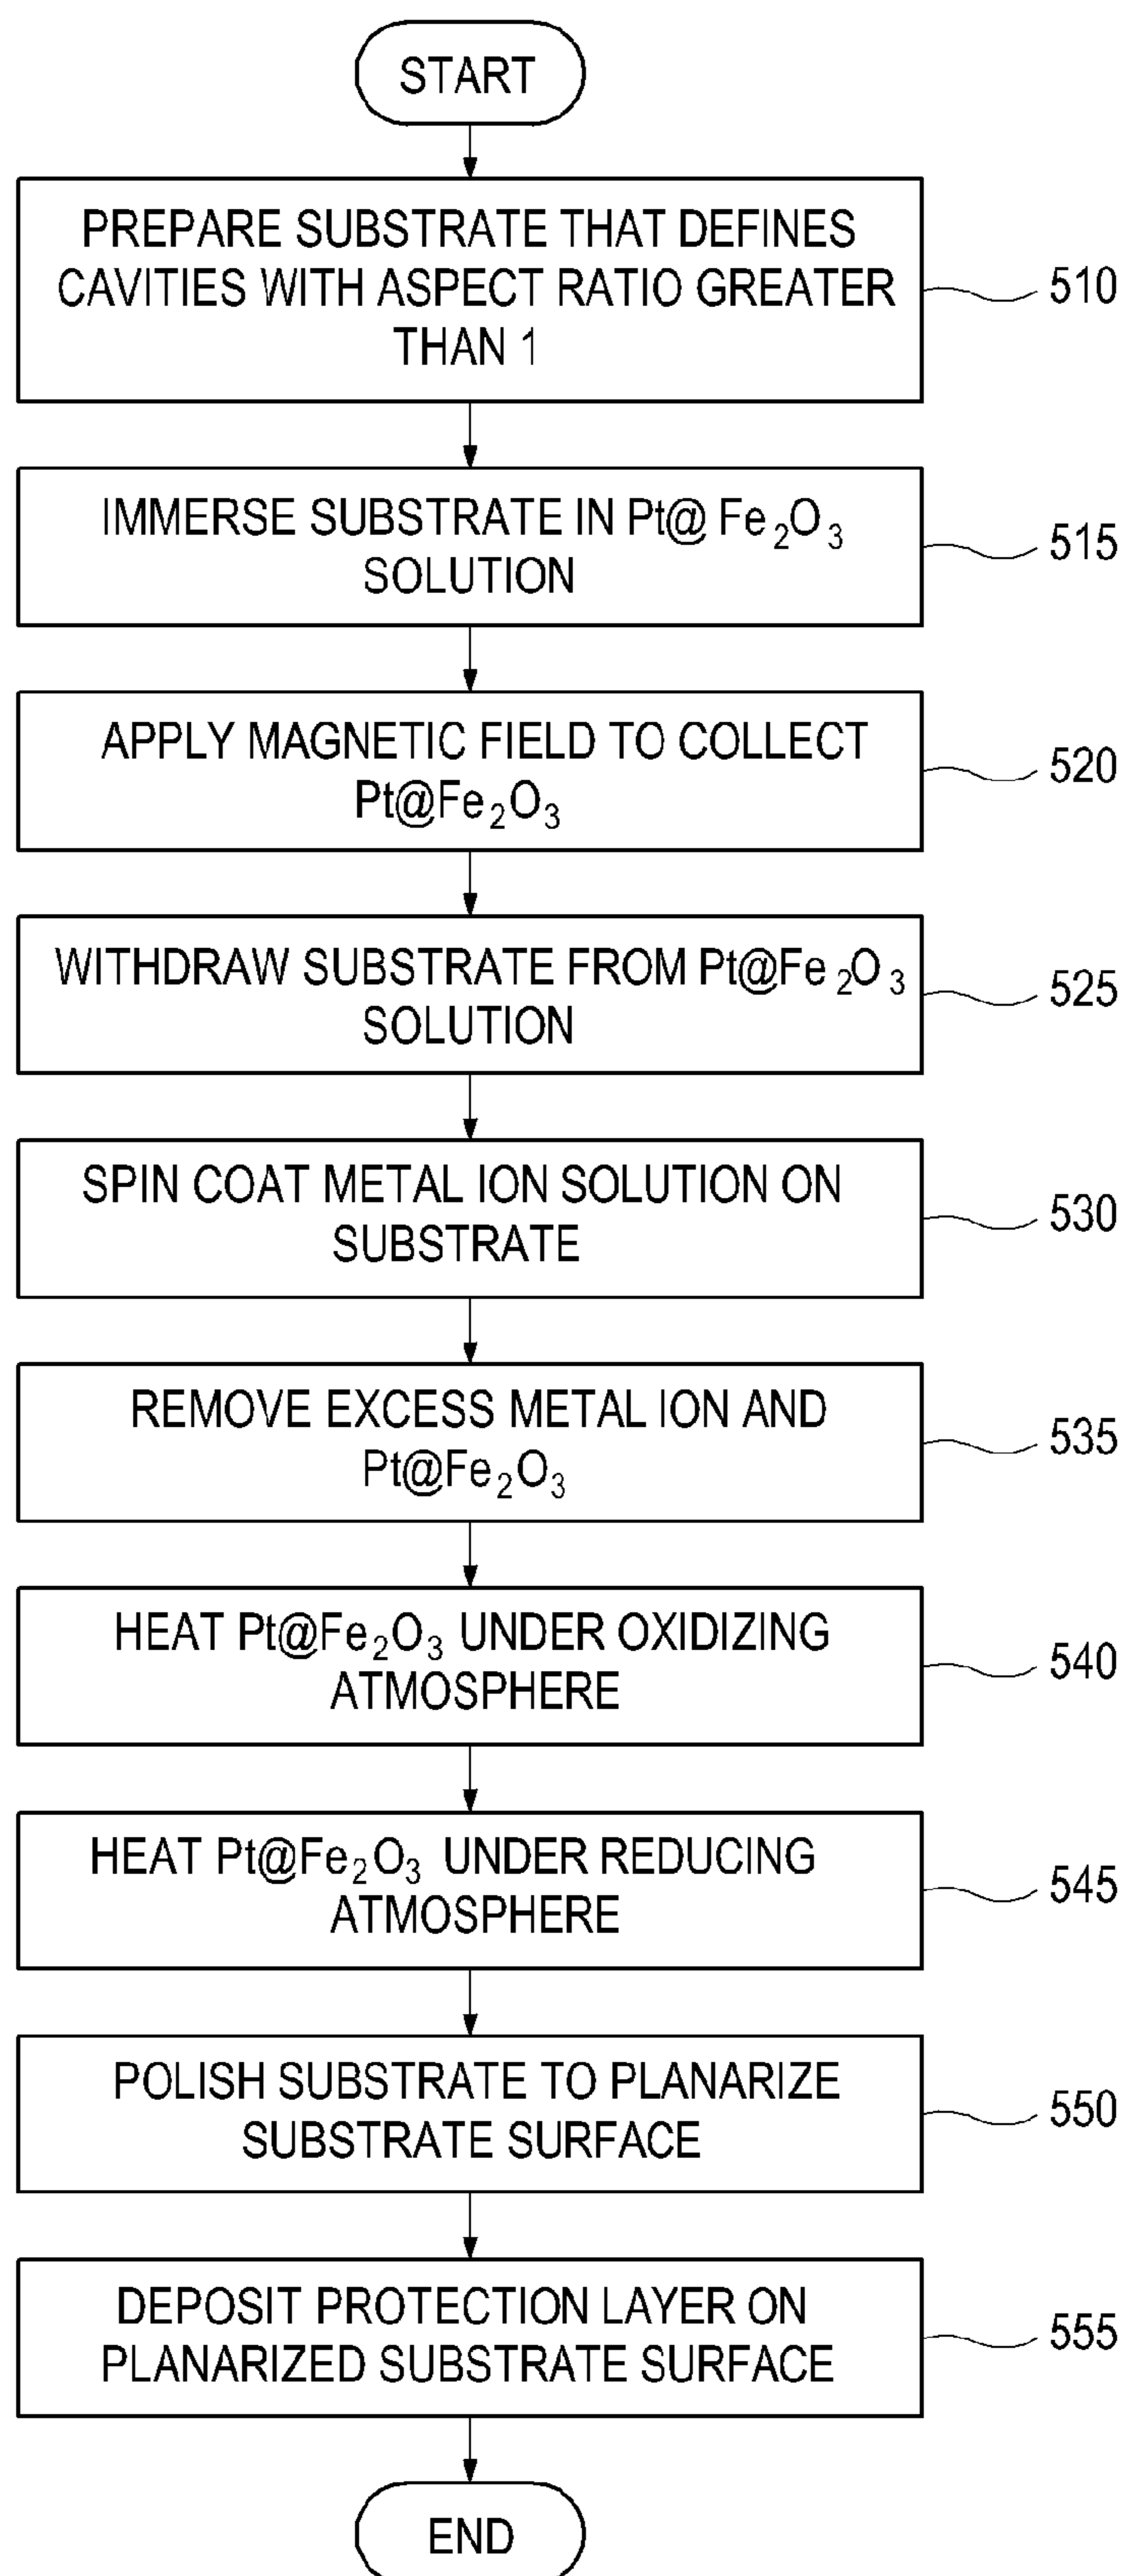 START
PREPARE SUBSTRATE THAT DEFINES
CAVITIES WITH ASPECT RATIO GREATER
THAN 1
510
IMMERSE SUBSTRATE IN Pt@ Fe₂O₃
SOLUTION
515
APPLY MAGNETIC FIELD TO COLLECT
Pt@Fe₂O₃
520
WITHDRAW SUBSTRATE FROM Pt@Fe₂O₃
SOLUTION
525
SPIN COAT METAL ION SOLUTION ON
SUBSTRATE
530
REMOVE EXCESS METAL ION AND
Pt@Fe₂O₃
535
HEAT Pt@Fe₂O₃ UNDER OXIDIZING
ATMOSPHERE
540
HEAT Pt@Fe₂O₃ UNDER REDUCING
ATMOSPHERE
545
POLISH SUBSTRATE TO PLANARIZE
SUBSTRATE SURFACE
550
DEPOSIT PROTECTION LAYER ON
PLANARIZED SUBSTRATE SURFACE
555
END